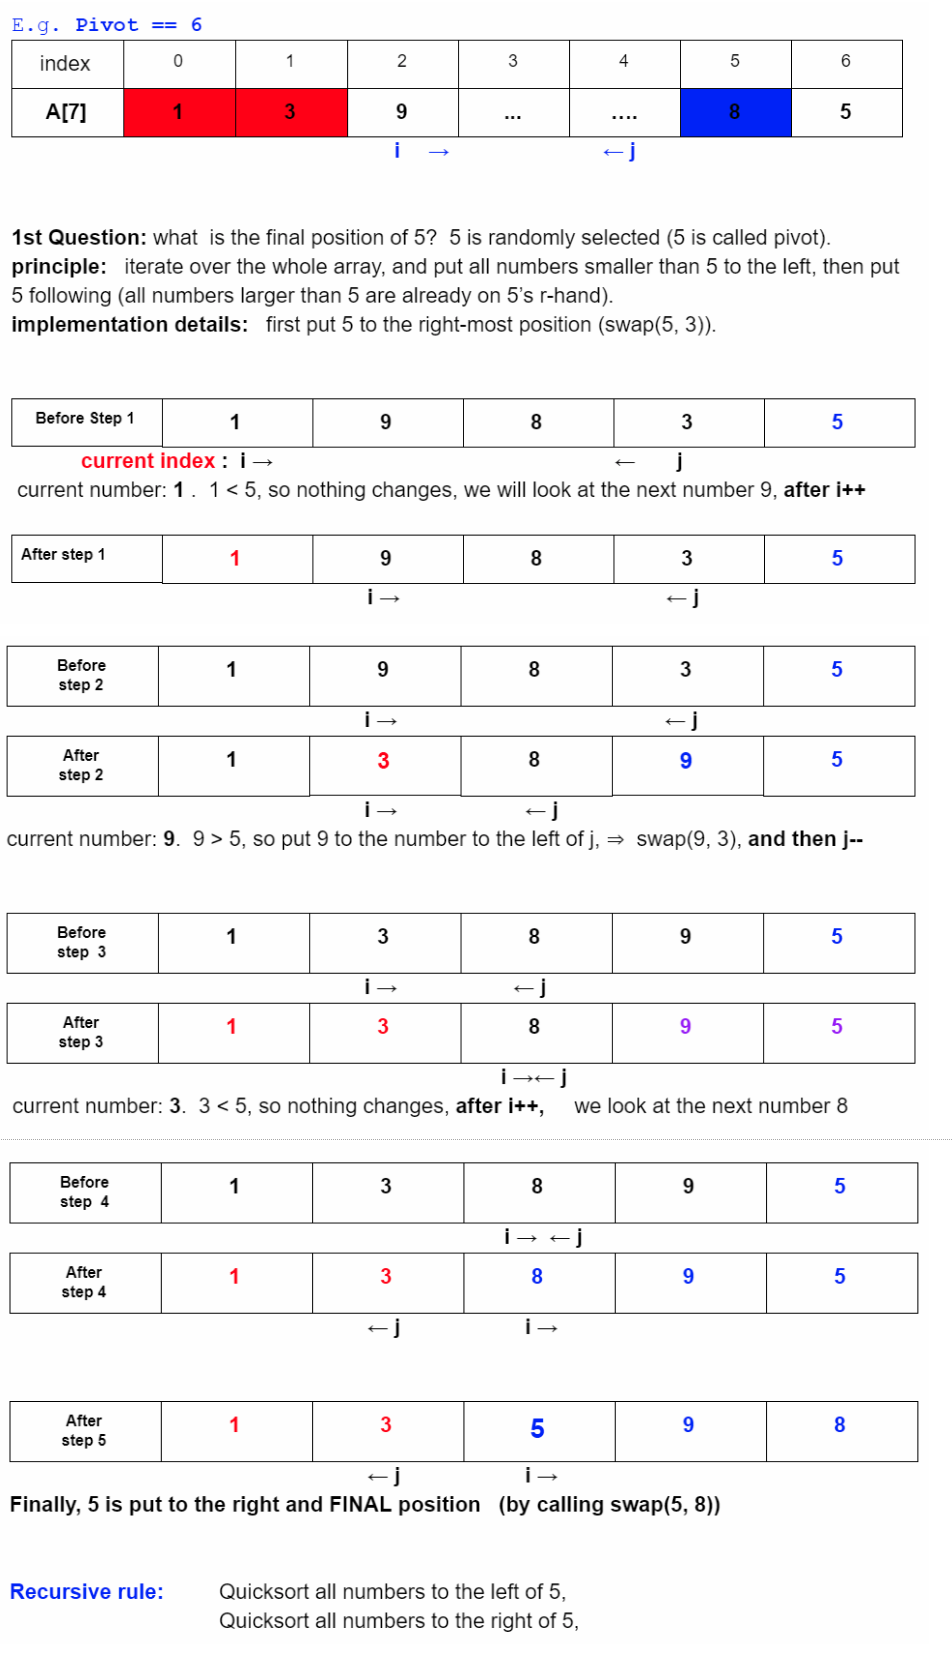 E.g. Pivot == 6
index 0 1 2 3 4 5 6
A[7] 1 3 9 ... .... 8 5
i → ← j
1st Question: what is the final position of 5? 5 is randomly selected (5 is called pivot).
principle: iterate over the whole array, and put all numbers smaller than 5 to the left, then put
5 following (all numbers larger than 5 are already on 5’s r-hand).
implementation details: first put 5 to the right-most position (swap(5, 3)).
Before Step 1 1 9 8 3 5
current index : i → ← j
current number: 1 . 1 < 5, so nothing changes, we will look at the next number 9, after i++
After step 1 1 9 8 3 5
i → ← j
Before
step 2 1 9 8 3 5
i → ← j
After
step 2 1 3 8 9 5
i → ← j
current number: 9. 9 > 5, so put 9 to the number to the left of j, ⇒ swap(9, 3), and then j--
Before
step 3 1 3 8 9 5
i → ← j
After
step 3 1 3 8 9 5
i →← j
current number: 3. 3 < 5, so nothing changes, after i++, we look at the next number 8
Before
step 4 1 3 8 9 5
i → ← j
After
step 4 1 3 8 9 5
← j i →
After
step 5 1 3 5 9 8
← j i →
Finally, 5 is put to the right and FINAL position (by calling swap(5, 8))
Recursive rule: Quicksort all numbers to the left of 5,
Quicksort all numbers to the right of 5,